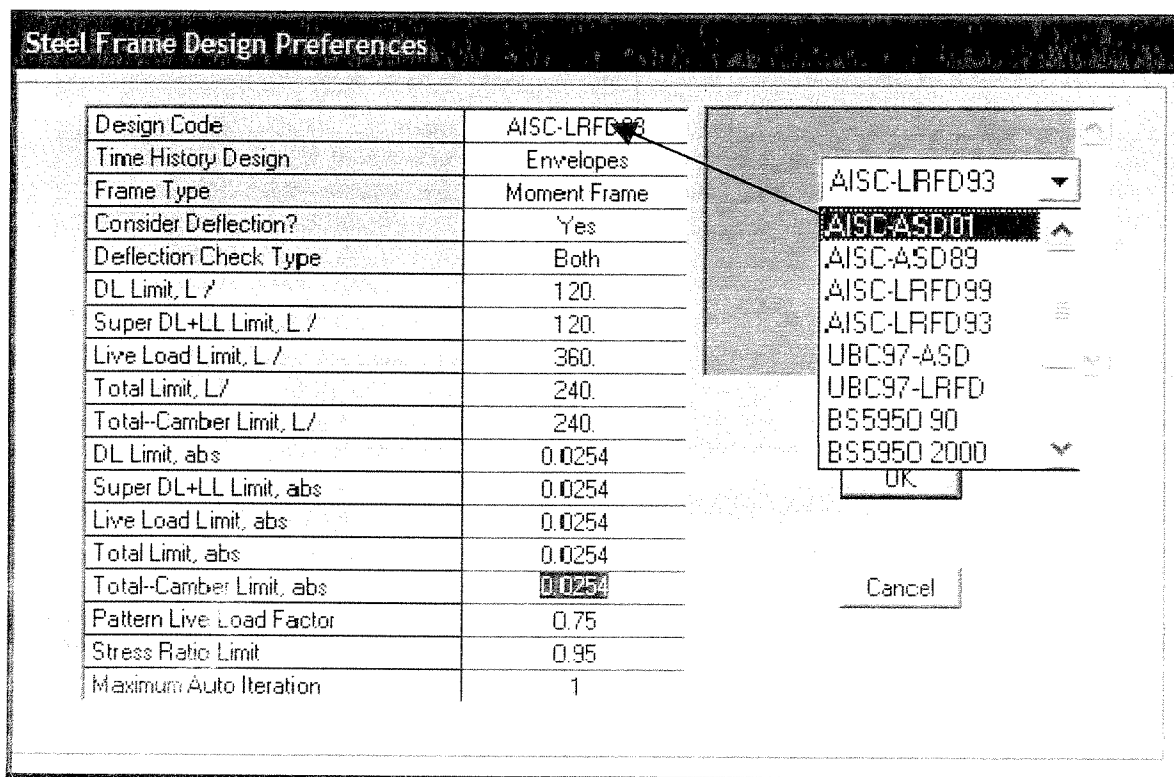 Steel Frame Design Preferences
Design Code AISC-LRFD93
Time History Design Envelopes
Frame Type Moment Frame
Consider Deflection? Yes
Deflection Check Type Both
DL Limit, L / 120.
Super DL+LL Limit, L / 120.
Live Load Limit, L / 360.
Total Limit, L/ 240.
Total--Camber Limit, L/ 240.
DL Limit, abs 0.0254
Super DL+LL Limit, abs 0.0254
Live Load Limit, abs 0.0254
Total Limit, abs 0.0254
Total--Camber Limit, abs 0.0254
Pattern Live Load Factor 0.75
Stress Ratio Limit 0.95
Maximum Auto Iteration 1
AISC-LRFD93
AISC-ASD01
AISC-ASD89
AISC-LRFD99
AISC-LRFD93
UBC97-ASD
UBC97-LRFD
BS5950 90
BS5950 2000
OK
Cancel